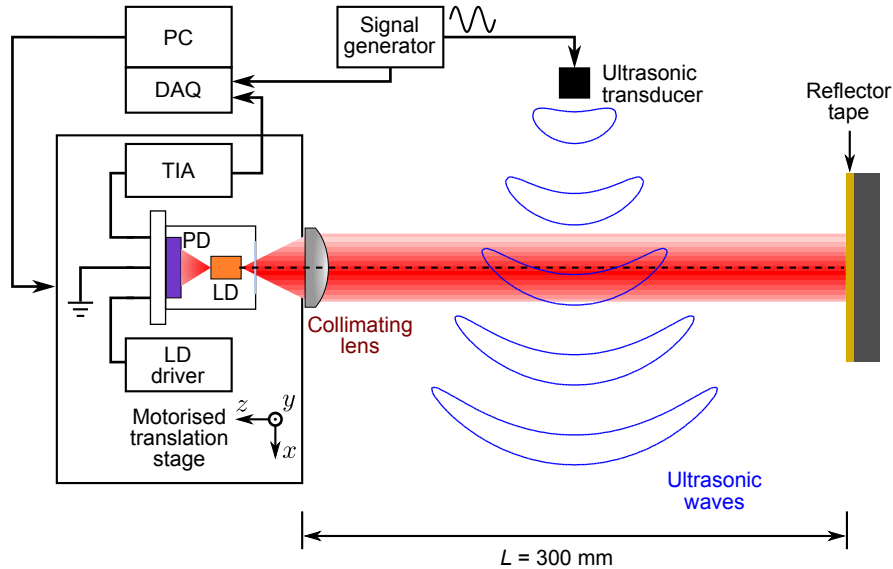 PC
DAQ
Signal
generator
Ultrasonic
transducer
Reflector
tape
TIA
PD
LD
Collimating
lens
LD
driver
Motorised
translation
stage
z
y
x
Ultrasonic
waves
L = 300 mm